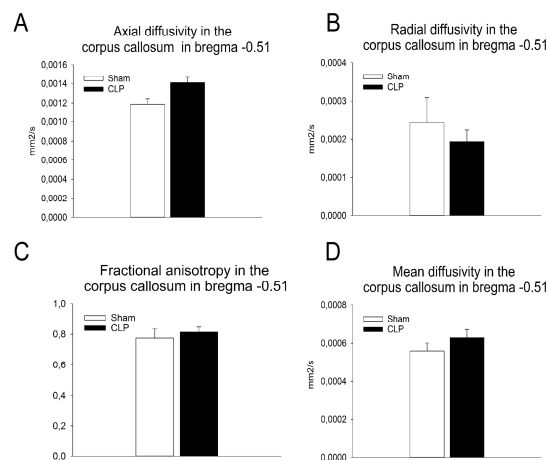 A
Axial diffusivity in the
corpus callosum in bregma -0.51
0,0016
0,0014
0,0012
0,0010
0,0008
0,0006
0,0004
0,0002
0,0000
mm2/s
Sham
CLP
B
Radial diffusivity in the
corpus callosum in bregma -0.51
0,0004
0,0003
0,0002
0,0001
0,0000
mm2/s
Sham
CLP
C
Fractional anisotropy in the
corpus callosum in bregma -0.51
1,0
0,8
0,6
0,4
0,2
0,0
Sham
CLP
D
Mean diffusivity in the
corpus callosum in bregma -0.51
0,0008
0,0006
0,0004
0,0002
0,0000
mm2/s
Sham
CLP